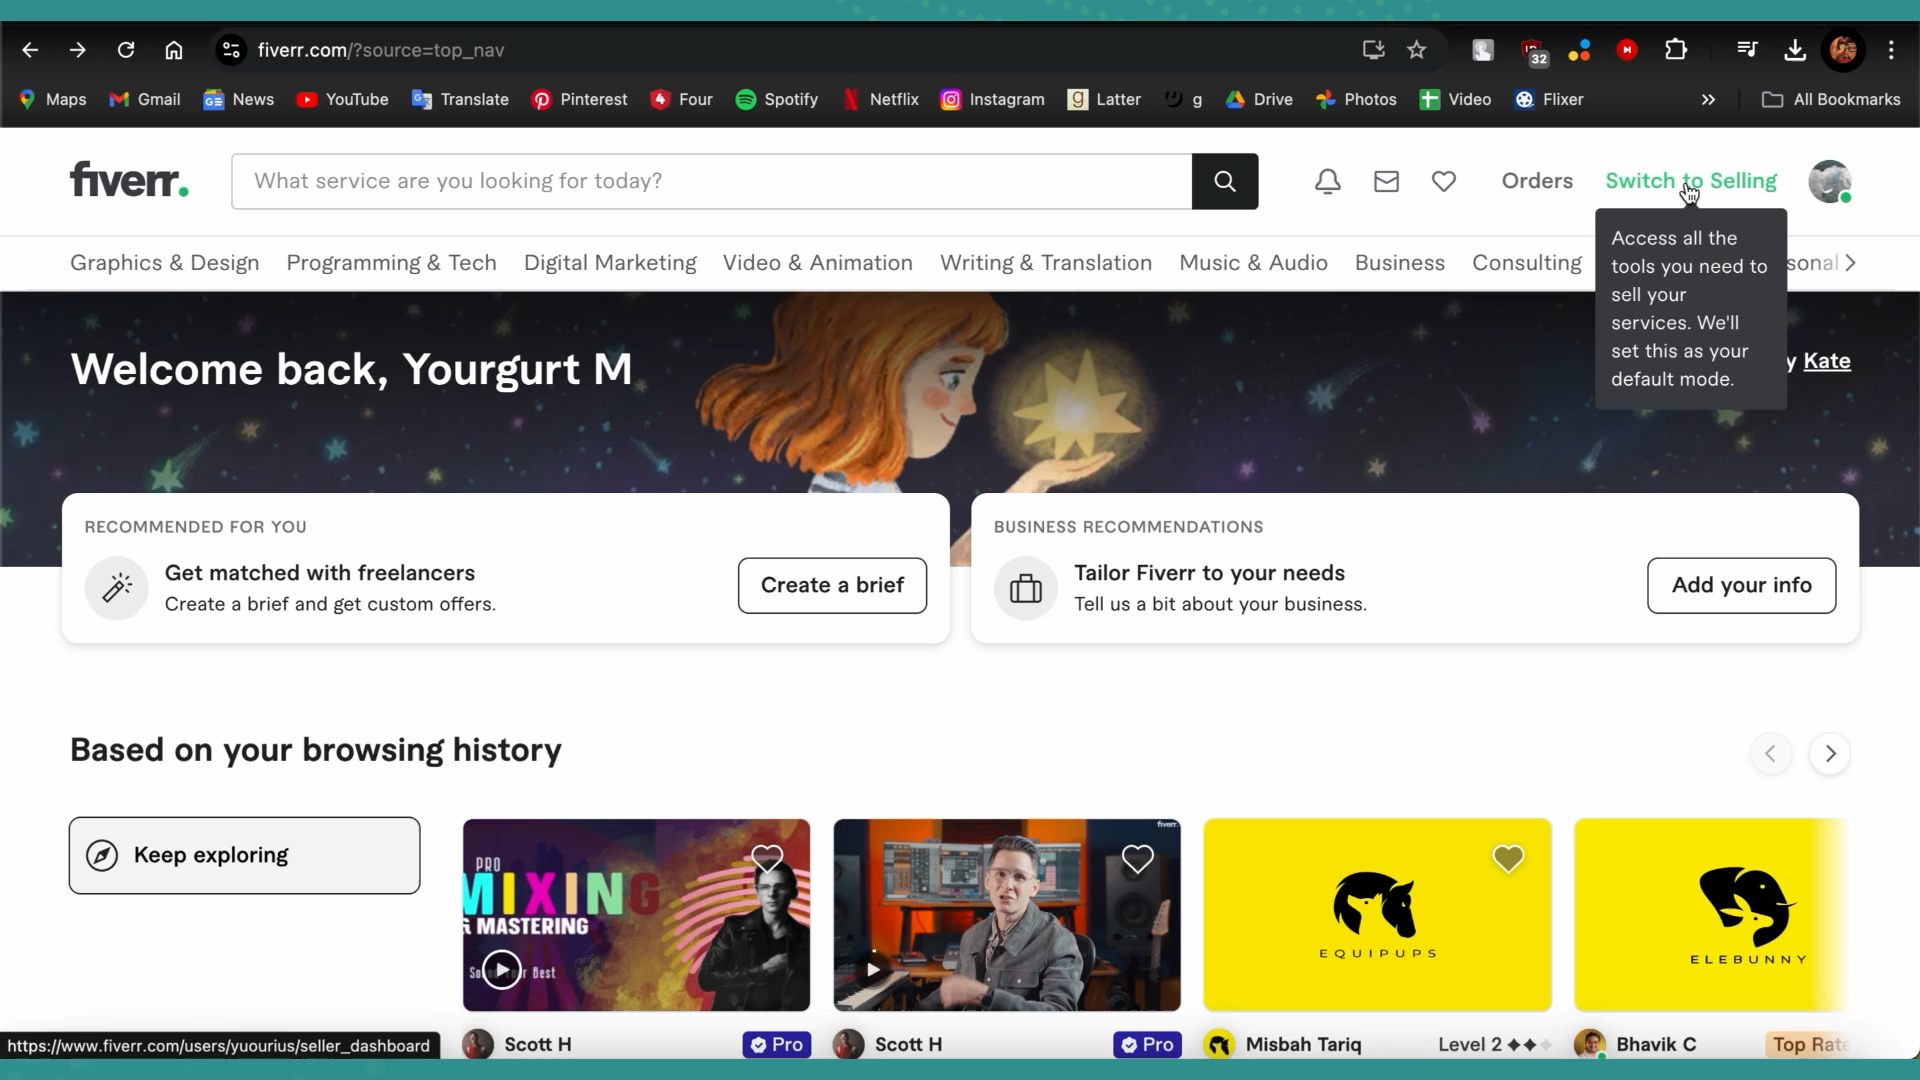 fiverr.com/?source=top_nav
32
Maps
Gmail
News
YouTube
Translate
Pinterest
Four
Spotify
Netflix
Instagram
Latter
g
Drive
Photos
Video
Flixer
All Bookmarks
fiverr.
What service are you looking for today?
Orders
Switch to Selling
Access all the
tools you need to
sell your
services. We'll
set this as your
default mode.
Graphics & Design
Programming & Tech
Digital Marketing
Video & Animation
Writing & Translation
Music & Audio
Business
Consulting
sonal
Welcome back, Yourgurt M
y Kate
RECOMMENDED FOR YOU
Get matched with freelancers
Create a brief and get custom offers.
Create a brief
BUSINESS RECOMMENDATIONS
Tailor Fiverr to your needs
Tell us a bit about your business.
Add your info
Based on your browsing history
Keep exploring
PRO
MIXING
& MASTERING
Best
fiverr.
EQUIPUPS
ELEBUNNY
Scott H
Pro
Scott H
Pro
Misbah Tariq
Level 2
Bhavik C
Top Rate
https://www.fiverr.com/users/yuourius/seller_dashboard